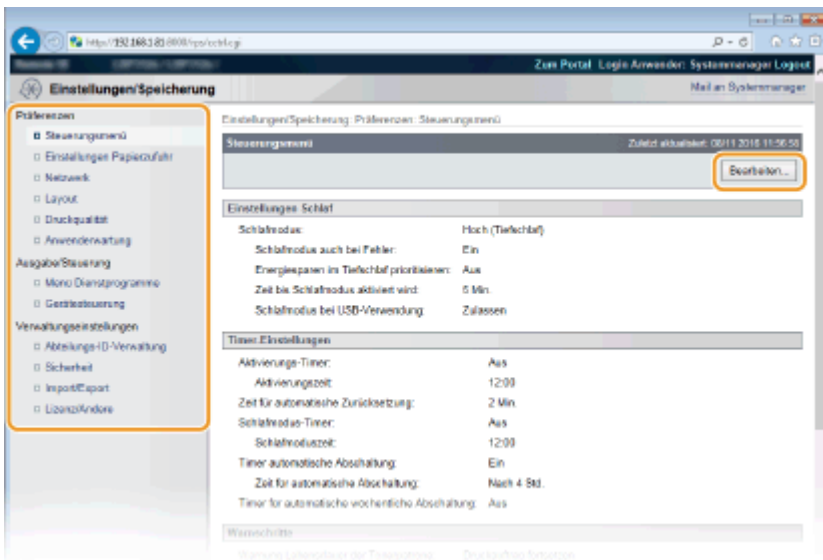 http://192.168.1.81:8000/rps/cctrl.cgi
Zum Portal Login Anwender: Systemmanager Logout
Einstellungen/Speicherung
Mail an Systemmanager
Präferenzen
Steuerungsmenü
Einstellungen Papierzufuhr
Netzwerk
Layout
Druckqualität
Anwenderwartung
Ausgabe/Steuerung
Mono Dienstprogramme
Gerätesteuerung
Verwaltungseinstellungen
Abteilungs-ID-Verwaltung
Sicherheit
Import/Export
Lizenz/Andere
Einstellungen/Speicherung: Präferenzen: Steuerungsmenü
Steuerungsmenü Zuletzt aktualisiert: 08/11 2016 11:56:56
Bearbeiten...
Einstellungen Schlaf
Schlafmodus: Hoch (Tiefschlaf)
Schlafmodus auch bei Fehler: Ein
Energiesparen im Tiefschlaf prioritisieren: Aus
Zeit bis Schlafmodus aktiviert wird: 5 Min.
Schlafmodus bei USB-Verwendung: Zulassen
Timer Einstellungen
Aktivierungs-Timer: Aus
Aktivierungszeit: 12:00
Zeit für automatische Zurücksetzung: 2 Min.
Schlafmodus-Timer: Aus
Schlafmoduszeit: 12:00
Timer automatische Abschaltung: Ein
Zeit für automatische Abschaltung: Nach 4 Std.
Timer for automatische wochentliche Abschaltung: Aus
Warnschritte